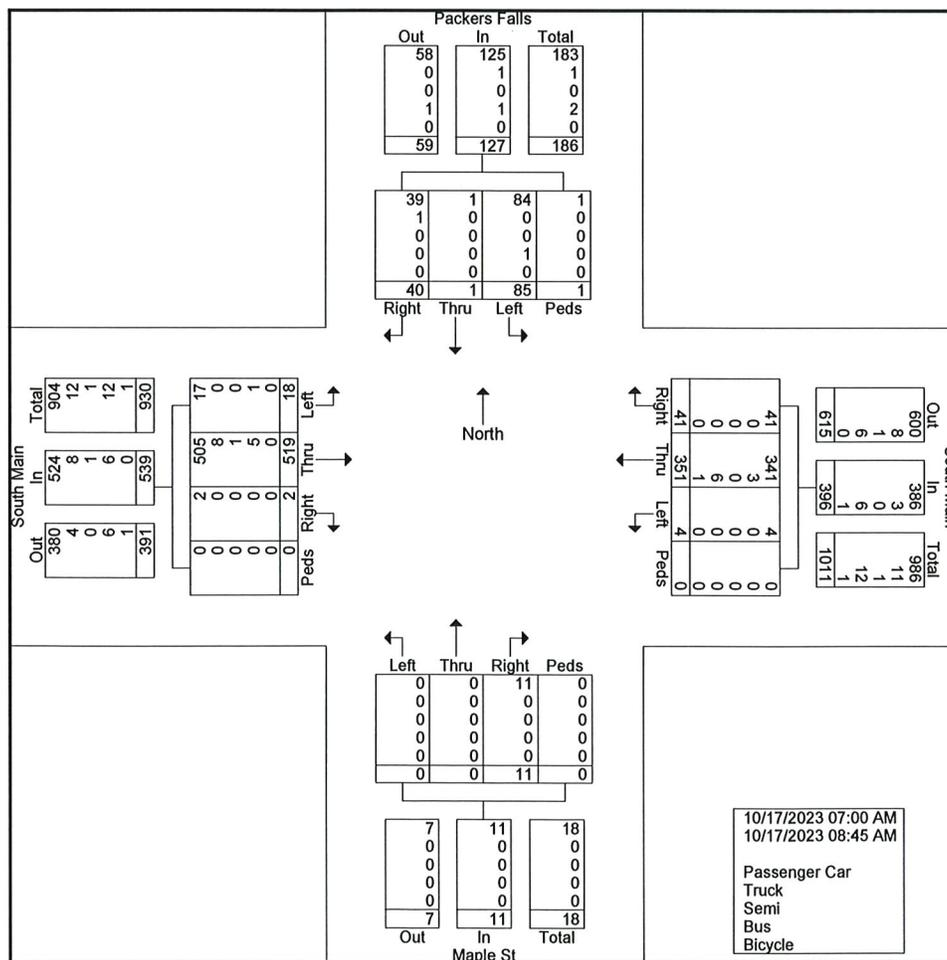 Packers Falls
Out In Total
58 125 183
0 1 1
0 0 0
1 1 2
0 0 0
59 127 186
39 1 84 1
1 0 0 0
0 0 0 0
0 0 1 0
0 0 0 0
40 1 85 1
Right Thru Left Peds
North
South Main
Total
904
12
1
12
1
930
In
524
8
1
6
0
539
Out
380
4
0
6
1
391
17
0
0
1
0
18
Left
505
8
1
5
0
519
Thru
2
0
0
0
0
2
Right
0
0
0
0
0
0
Peds
Right
41
0
0
0
0
41
Thru
341
3
0
6
1
351
Left
4
0
0
0
0
4
Peds
0
0
0
0
0
0
Out
600
8
1
6
0
615
In
386
3
0
6
1
396
Total
986
11
1
12
1
1011
Left Thru Right Peds
0 0 11 0
0 0 0 0
0 0 0 0
0 0 0 0
0 0 0 0
0 0 11 0
7 11 18
0 0 0
0 0 0
0 0 0
0 0 0
7 11 18
Out In Total
Maple St
10/17/2023 07:00 AM
10/17/2023 08:45 AM
Passenger Car
Truck
Semi
Bus
Bicycle